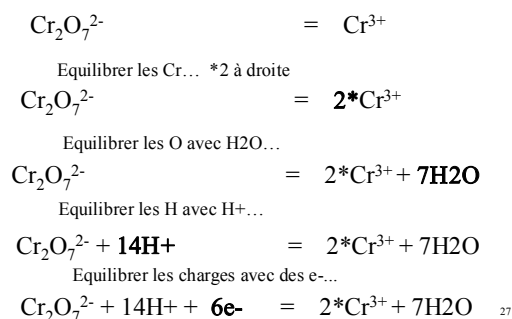 Cr₂O₇²⁻ = Cr³⁺
Equilibrer les Cr… *2 à droite
Cr₂O₇²⁻ = 2*Cr³⁺
Equilibrer les O avec H2O…
Cr₂O₇²⁻ = 2*Cr³⁺ + 7H2O
Equilibrer les H avec H+…
Cr₂O₇²⁻ + 14H+ = 2*Cr³⁺ + 7H2O
Equilibrer les charges avec des e-...
Cr₂O₇²⁻ + 14H+ + 6e- = 2*Cr³⁺ + 7H2O 27